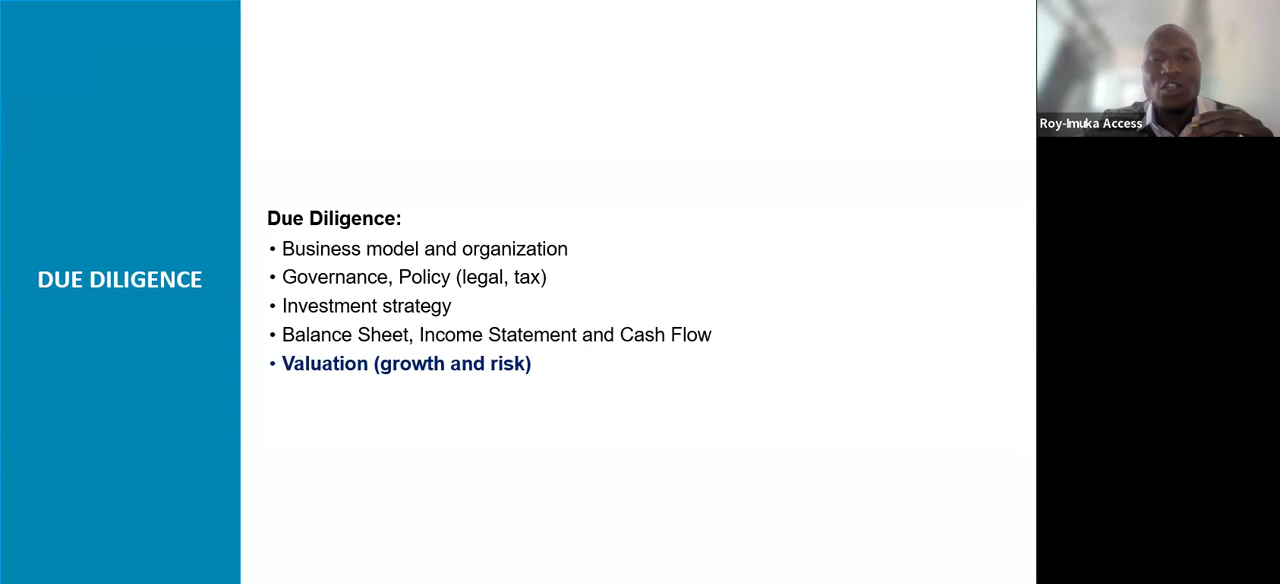 DUE DILIGENCE
Due Diligence:
• Business model and organization
• Governance, Policy (legal, tax)
• Investment strategy
• Balance Sheet, Income Statement and Cash Flow
• Valuation (growth and risk)
Roy-Imuka Access